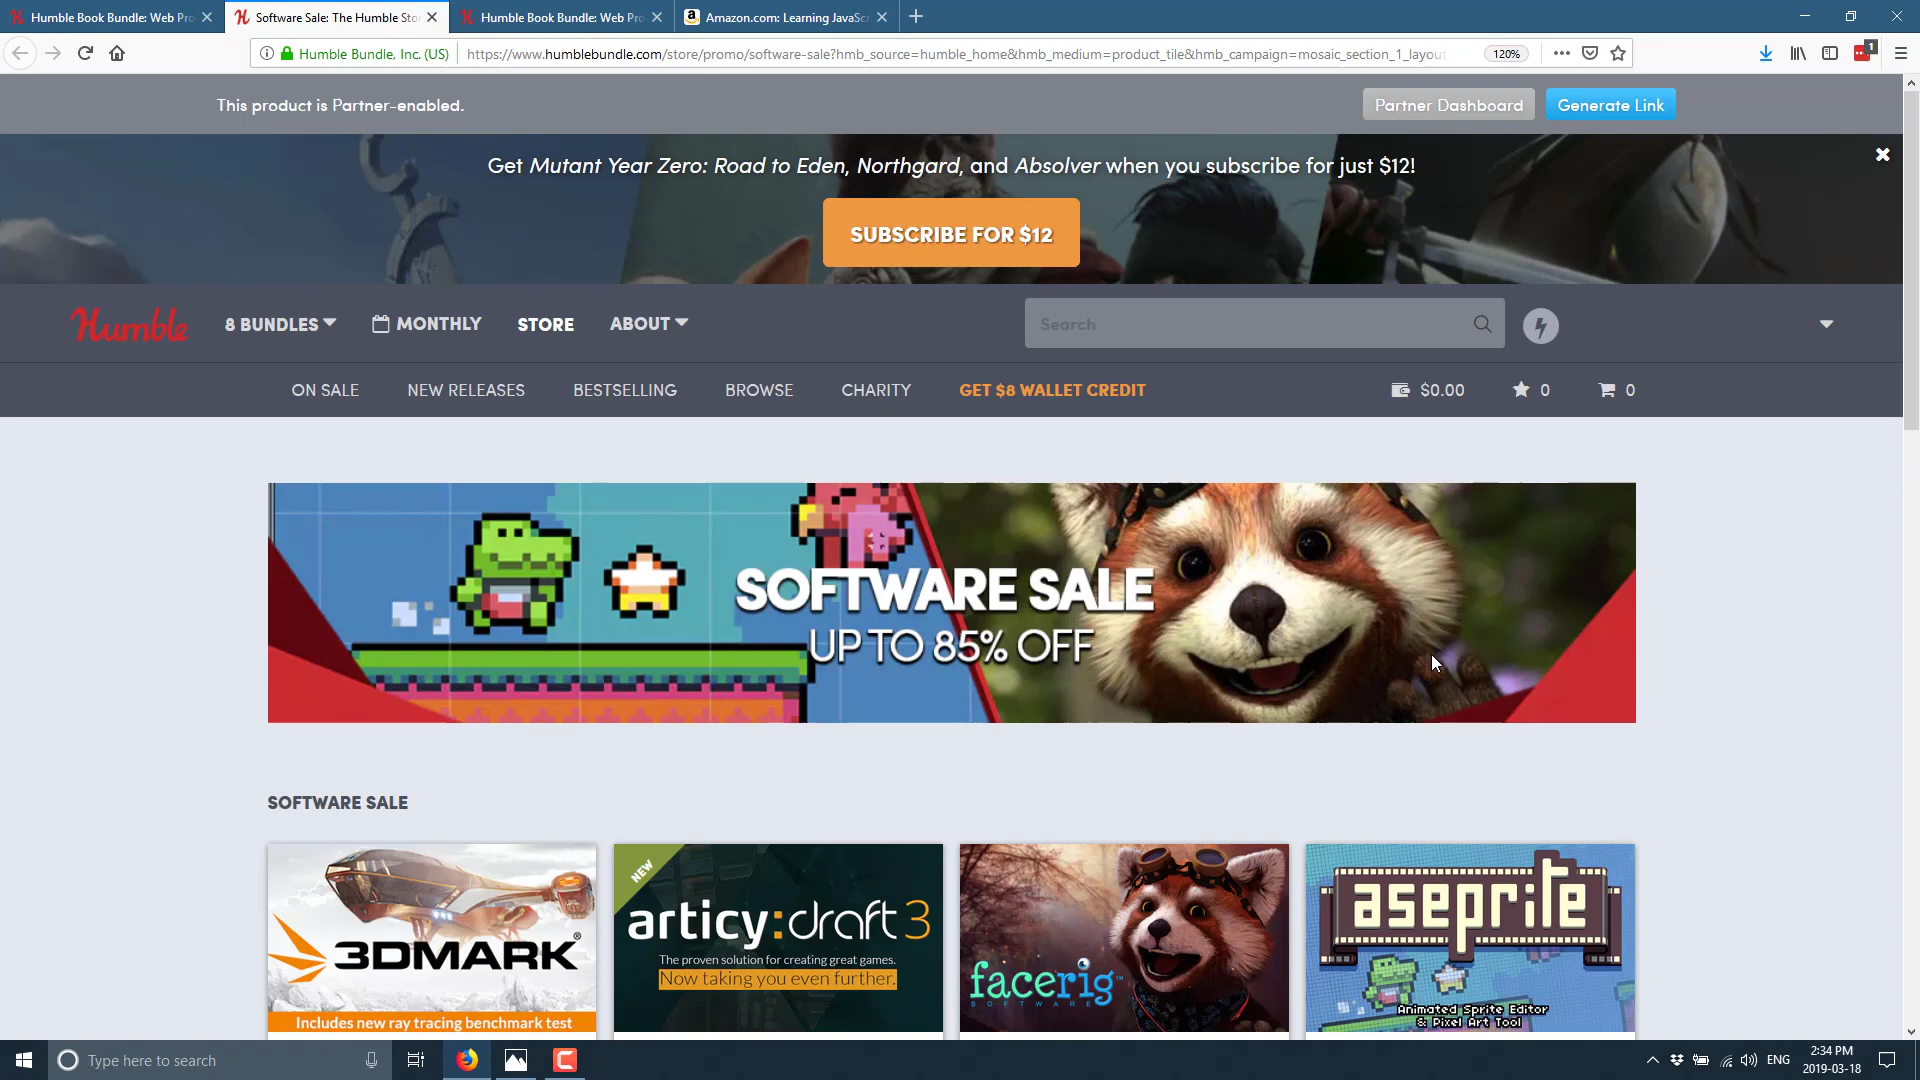 Humble Book Bundle: Web Pro
Software Sale: The Humble Sto
Humble Book Bundle: Web Pro
Amazon.com: Learning JavaScr
Humble Bundle, Inc. (US)
https://www.humblebundle.com/store/promo/software-sale?hmb_source=humble_home&hmb_medium=product_tile&hmb_campaign=mosaic_section_1_layou
120%
1
This product is Partner-enabled.
Partner Dashboard
Generate Link
Get Mutant Year Zero: Road to Eden, Northgard, and Absolver when you subscribe for just $12!
SUBSCRIBE FOR $12
Humble
8 BUNDLES
MONTHLY
STORE
ABOUT
Search
ON SALE
NEW RELEASES
BESTSELLING
BROWSE
CHARITY
GET $8 WALLET CREDIT
$0.00
0
0
SOFTWARE SALE
UP TO 85% OFF
SOFTWARE SALE
3DMARK®
Includes new ray tracing benchmark test
NEW
articy:draft 3
The proven solution for creating great games.
Now taking you even further.
facerig™
SOFTWARE
aseprite
Animated Sprite Editor
& Pixel Art Tool
Type here to search
ENG
2:34 PM
2019-03-18